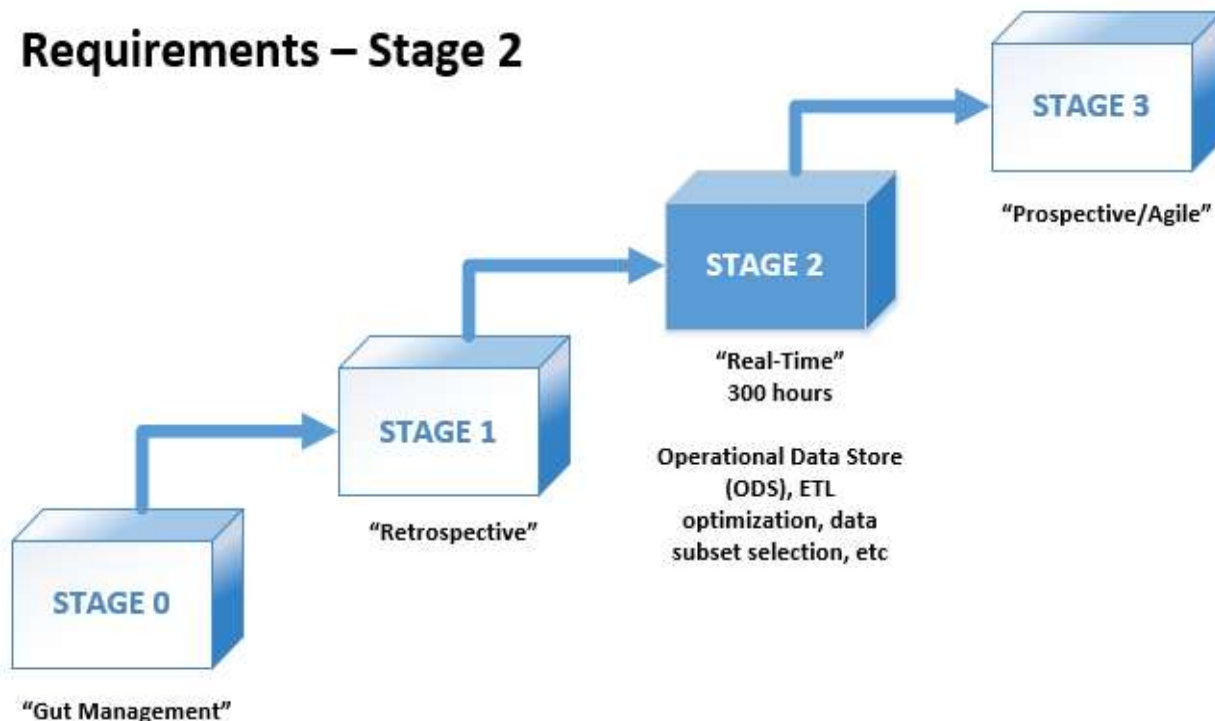 Requirements – Stage 2
STAGE 3
“Prospective/Agile”
STAGE 2
“Real-Time”
300 hours
Operational Data Store
(ODS), ETL
optimization, data
subset selection, etc
STAGE 1
“Retrospective”
STAGE 0
“Gut Management”